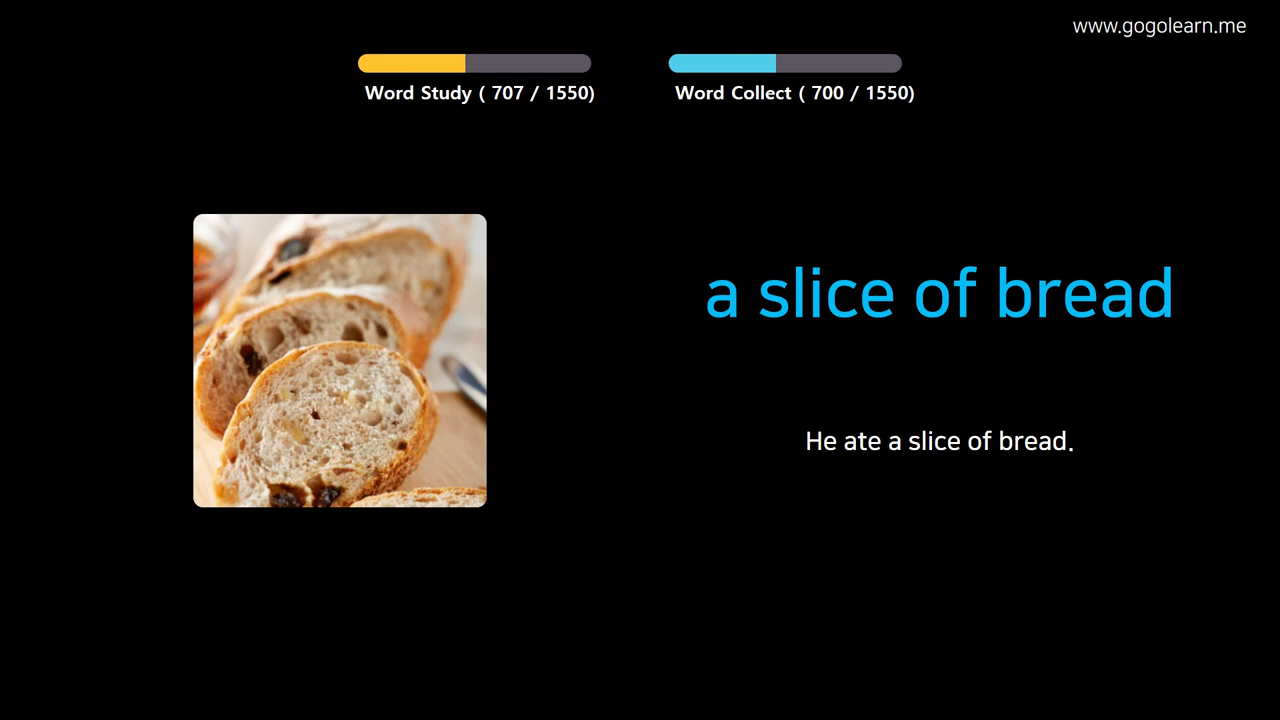 www.gogolearn.me
Word Study ( 707 / 1550)
Word Collect ( 700 / 1550)
a slice of bread
He ate a slice of bread.